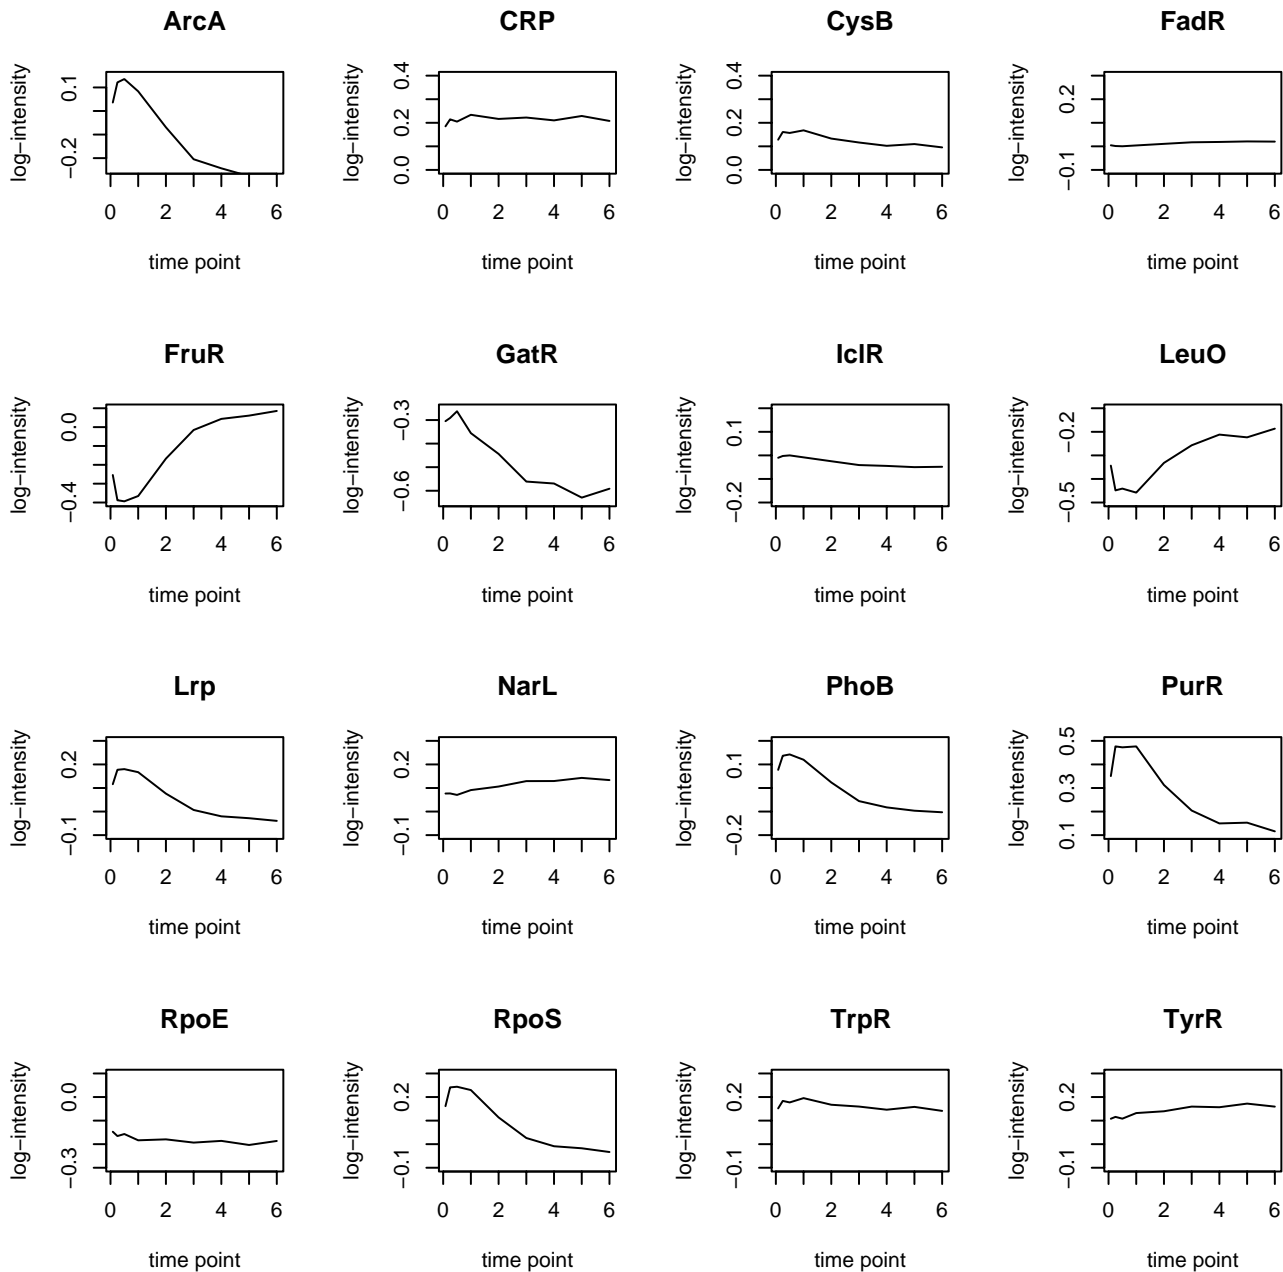 ArcA CRP CysB FadR
log−intensity −0.2 0.1 log−intensity 0.0 0.2 0.4 log−intensity 0.0 0.2 0.4 log−intensity −0.1 0.2
0 2 4 6 0 2 4 6 0 2 4 6 0 2 4 6
time point time point time point time point
FruR GatR IclR LeuO
log−intensity −0.4 0.0 log−intensity −0.6 −0.3 log−intensity −0.2 0.1 log−intensity −0.5 −0.2
0 2 4 6 0 2 4 6 0 2 4 6 0 2 4 6
time point time point time point time point
Lrp NarL PhoB PurR
log−intensity −0.1 0.2 log−intensity −0.1 0.2 log−intensity −0.2 0.1 log−intensity 0.1 0.3 0.5
0 2 4 6 0 2 4 6 0 2 4 6 0 2 4 6
time point time point time point time point
RpoE RpoS TrpR TyrR
log−intensity −0.3 0.0 log−intensity −0.1 0.2 log−intensity −0.1 0.2 log−intensity −0.1 0.2
0 2 4 6 0 2 4 6 0 2 4 6 0 2 4 6
time point time point time point time point